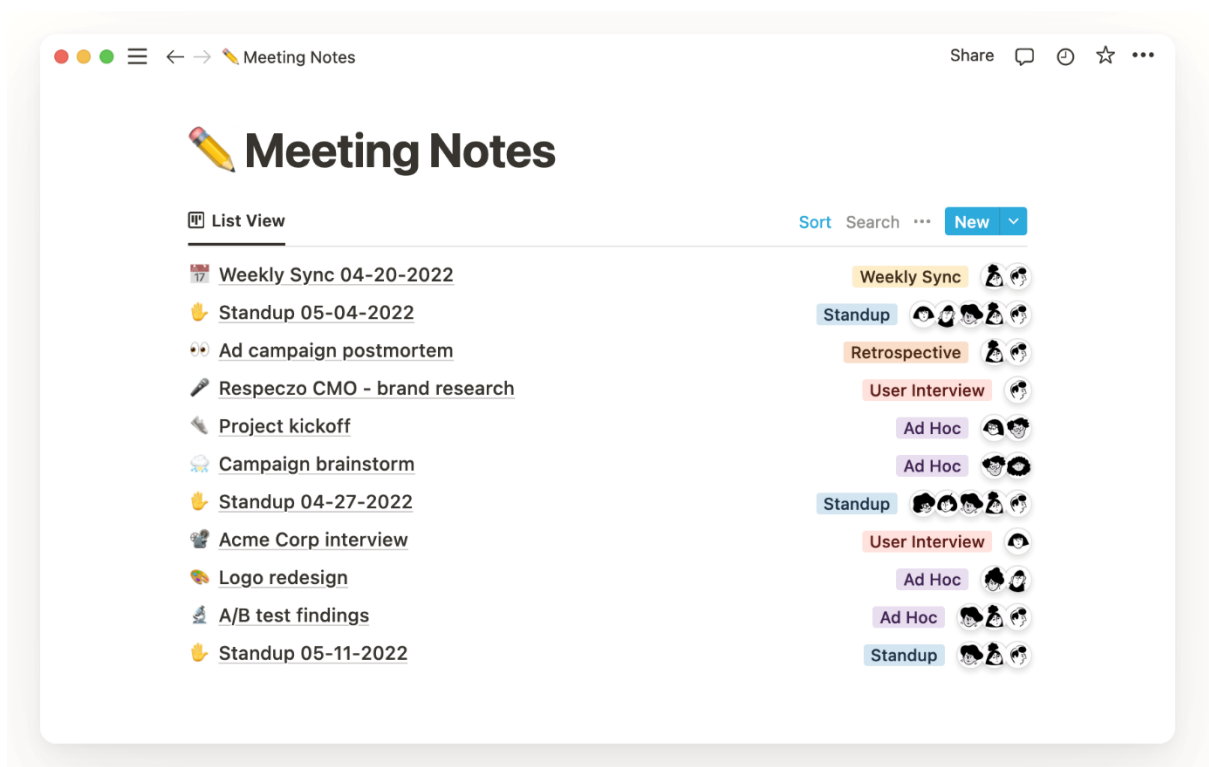 Meeting Notes Share
Meeting Notes
List View Sort Search New
Weekly Sync 04-20-2022 Weekly Sync
Standup 05-04-2022 Standup
Ad campaign postmortem Retrospective
Respeczo CMO - brand research User Interview
Project kickoff Ad Hoc
Campaign brainstorm Ad Hoc
Standup 04-27-2022 Standup
Acme Corp interview User Interview
Logo redesign Ad Hoc
A/B test findings Ad Hoc
Standup 05-11-2022 Standup